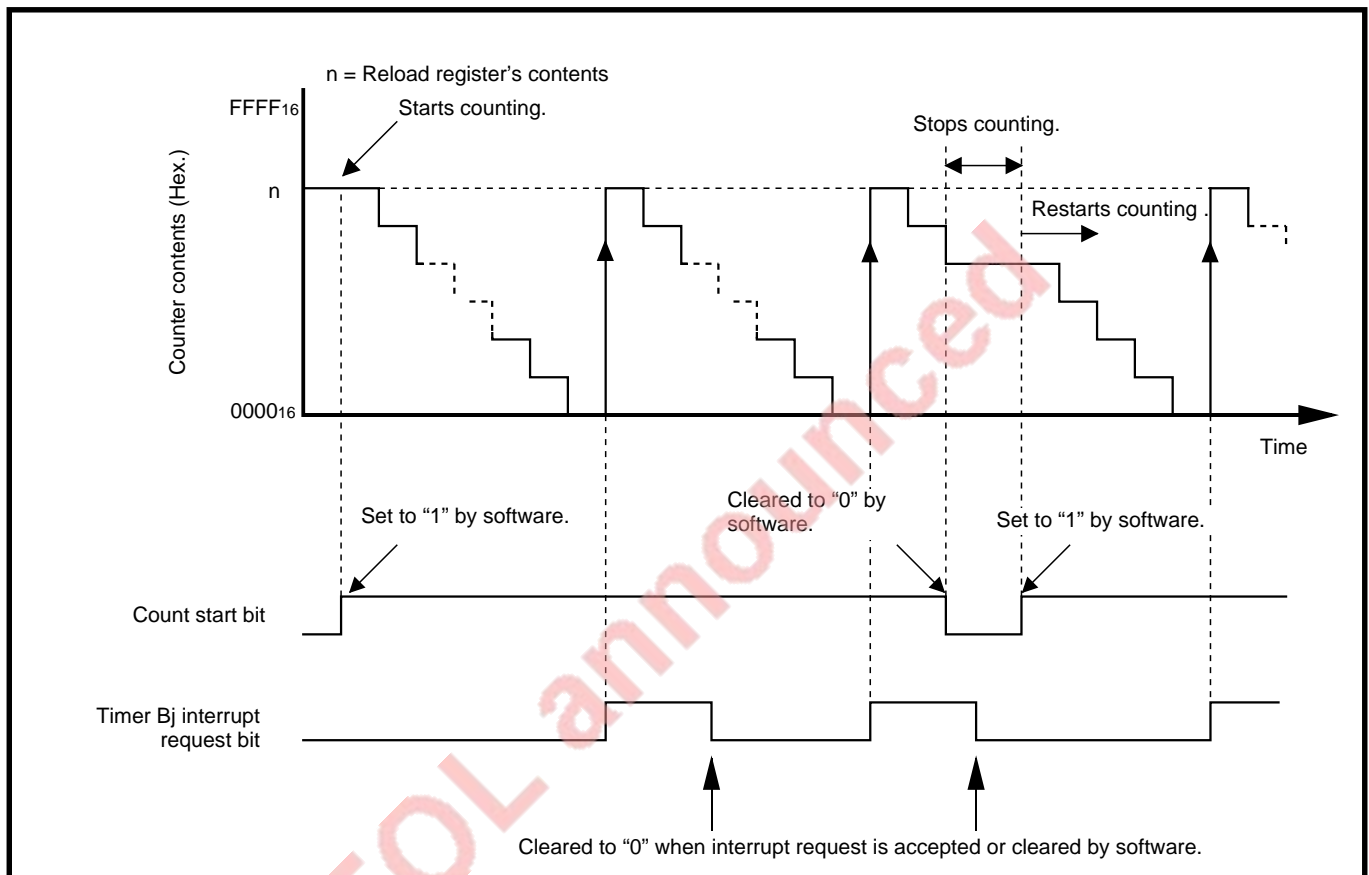 n = Reload register’s contents
FFFF16
Starts counting.
Stops counting.
n
Restarts counting .
Counter contents (Hex.)
000016
Time
Set to “1” by software.
Cleared to “0” by
software.
Set to “1” by software.
Count start bit
Timer Bj interrupt
request bit
Cleared to “0” when interrupt request is accepted or cleared by software.
EOL announced